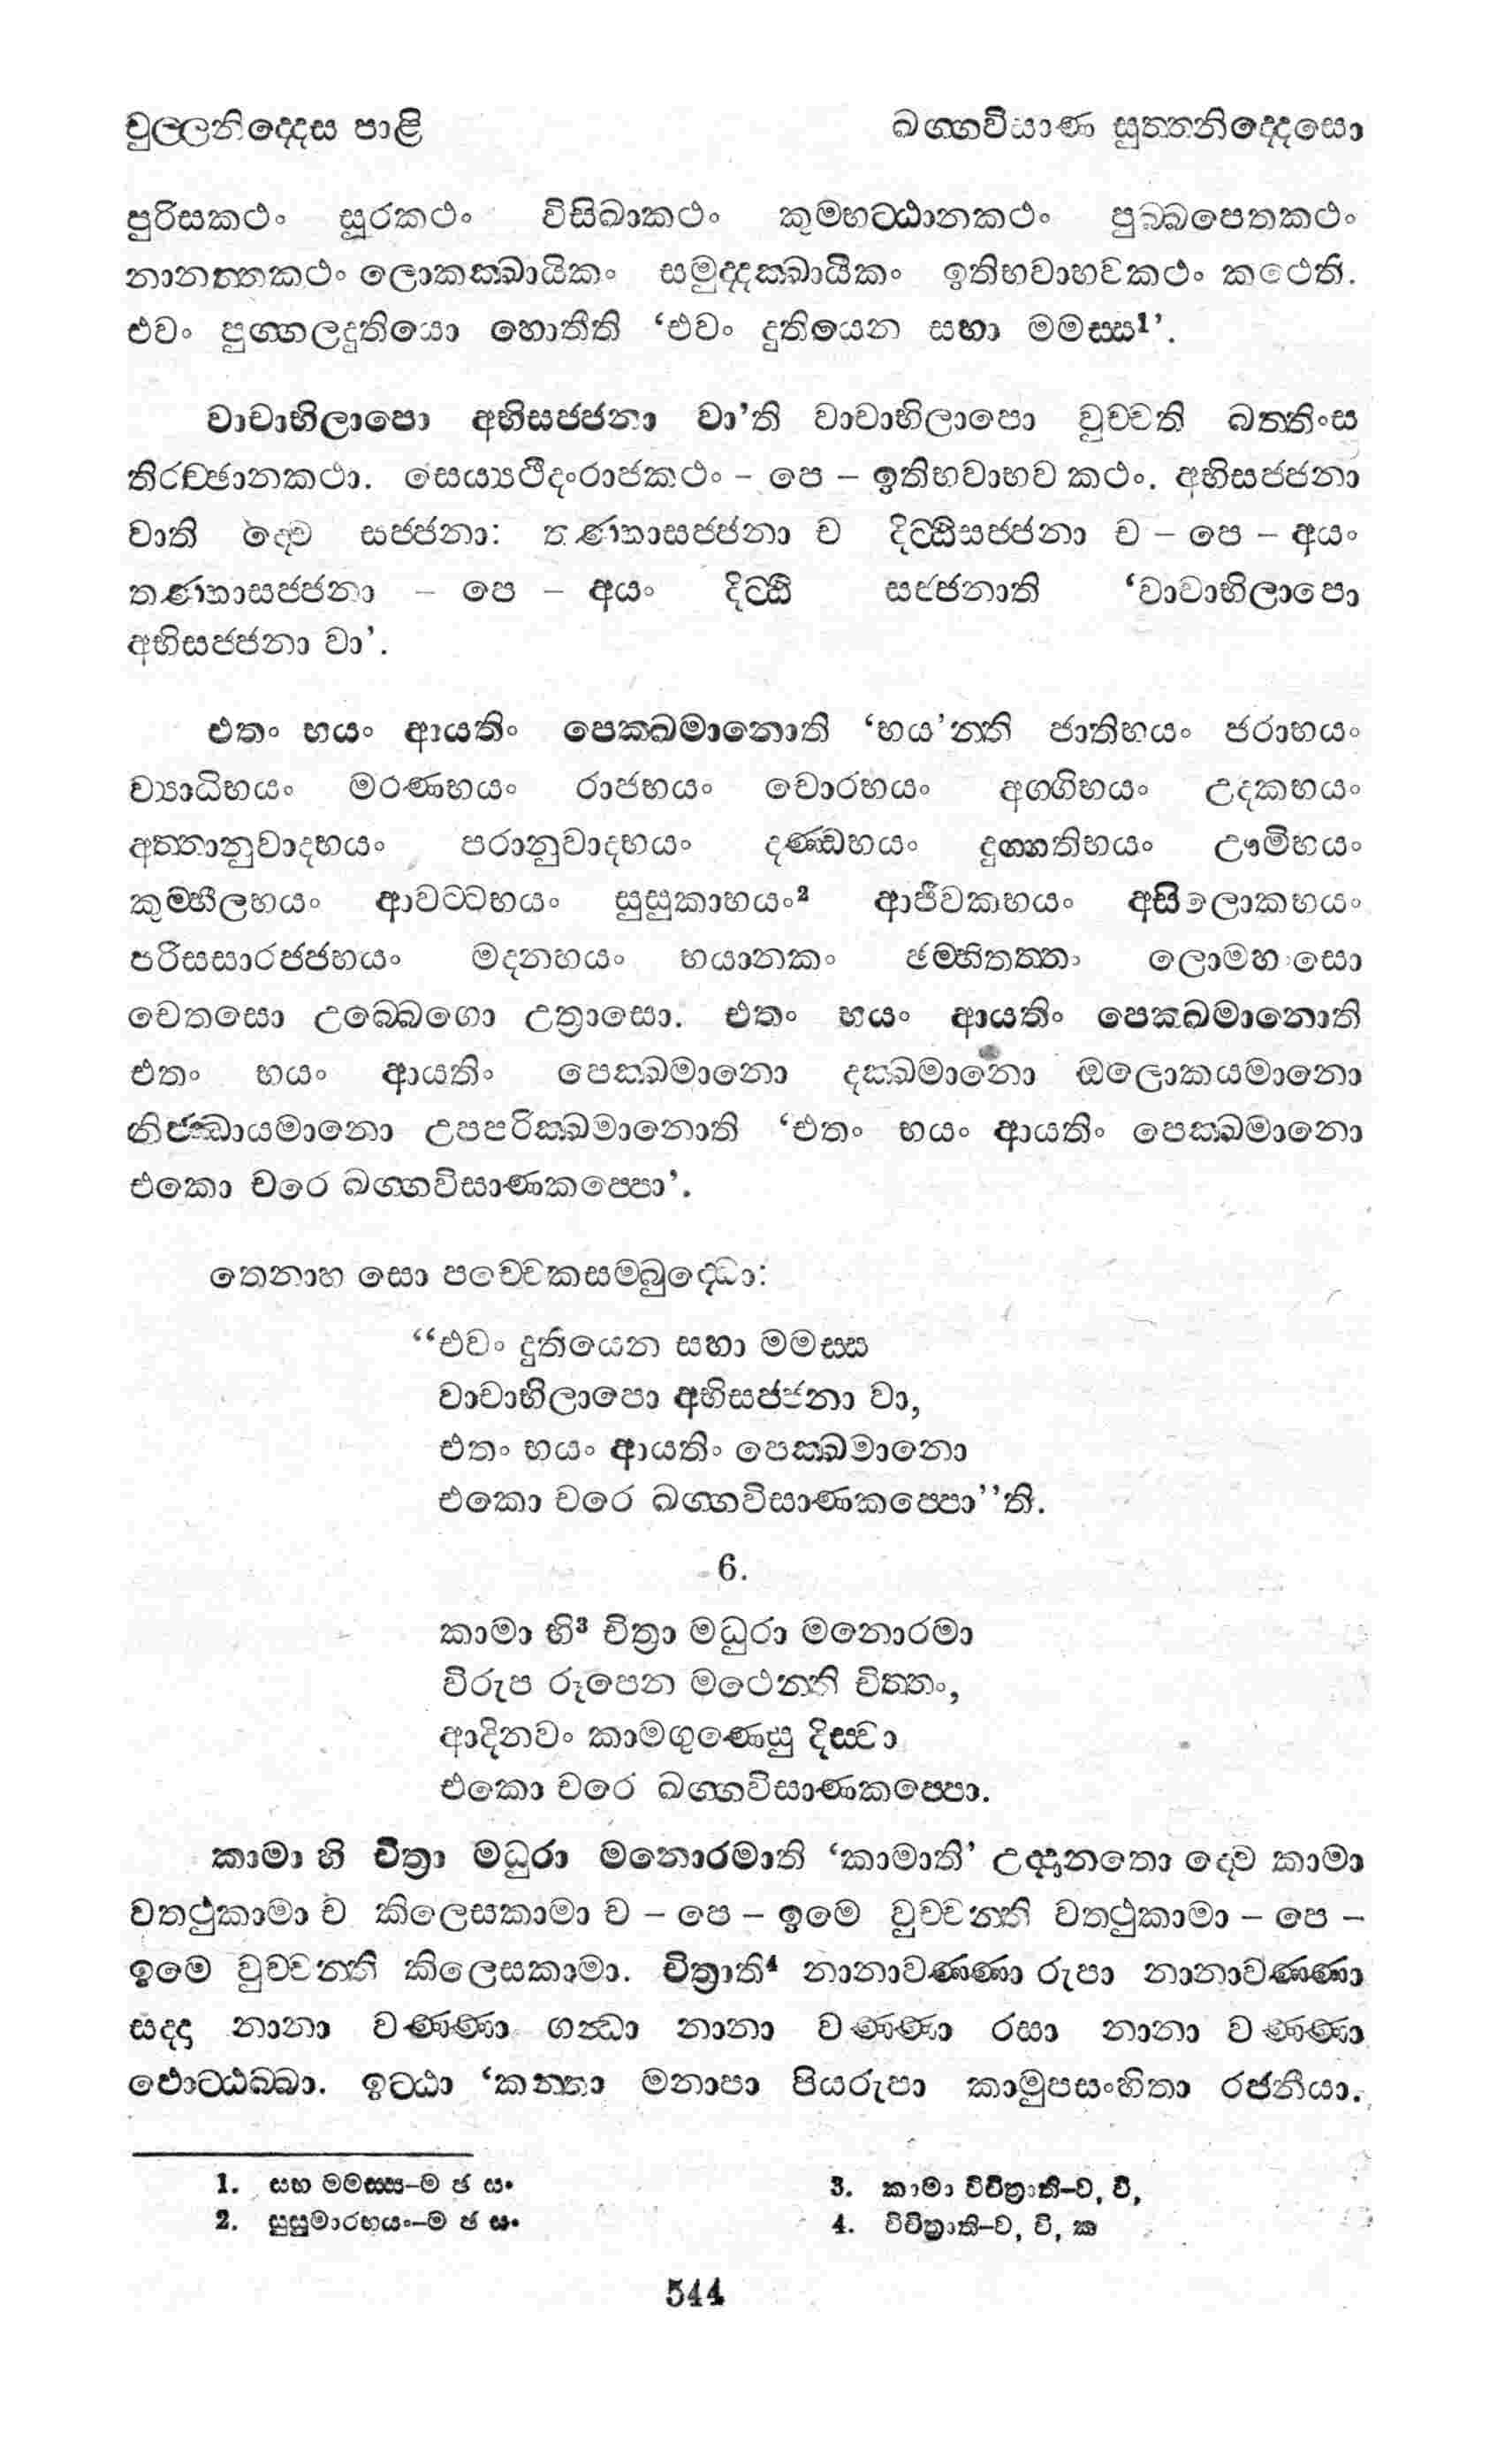 චුල්ලනිද්දෙස පාළි
ඛග්ගවියාණ සුත්තනිද්දෙසො
පුරිසකථං සූරකථං විසිඛාකථං කුම්භට්ඨානකථං පුබ්බපෙතකථං
නානත්තකථං ලොකක්ඛායිකං සමුද්දක්ඛායිකං ඉතිභවාභවකථං කථෙති.
එවං පුග්ගලදුතියො හොතීති ‘එවං දුතියෙන සහා මමස්ස¹’.
වාචාභිලාපො අභිසජ්ජනා වා’ති වාචාභිලාපො වුච්චති බත්තිංස
තිරච්ඡානකථා. සෙය්‍යථීදංරාජකථං – පෙ – ඉතිභවාභව කථං. අභිසජ්ජනා
වාති ද්වෙ සජ්ජනා: තණ්හාසජ්ජනා ච දිට්ඨිසජ්ජනා ච – පෙ – අයං
තණ්හාසජ්ජනා – පෙ – අයං දිට්ඨි සජ්ජනාති ‘වාචාභිලාපො
අභිසජ්ජනා වා’.
එතං භයං ආයතිං පෙක්ඛමානොති ‘භය’න්ති ජාතිභයං ජරාභයං
ව්‍යාධිභයං මරණභයං රාජභයං චොරභයං අග්ගිභයං උදකභයං
අත්තානුවාදභයං පරානුවාදභයං දණ්ඩභයං දුග්ගතිභයං ඌමිභයං
කුම්භීලභයං ආවට්ටභයං සුසුකාභයං² ආජීවකභයං අසිලොකභයං
පරිසසාරජ්ජභයං මදනභයං භයානකං ඡම්භිතත්තං ලොමහංසො
චෙතසො උබ්බෙගො උත්‍රාසො. එතං භයං ආයතිං පෙක්ඛමානොති
එතං භයං ආයතිං පෙක්ඛමානො දක්ඛමානො ඔලොකයමානො
නිජ්ඣායමානො උපපරික්ඛමානොති ‘එතං භයං ආයතිං පෙක්ඛමානො
එකො චරෙ ඛග්ගවිසාණකප්පො’.
තෙනාහ සො පච්චෙකසම්බුද්ධො:
“එවං දුතියෙන සහා මමස්ස
වාචාභිලාපො අභිසජ්ජනා වා,
එතං භයං ආයතිං පෙක්ඛමානො
එකො චරෙ ඛග්ගවිසාණකප්පො”ති.
6.
කාමා හි³ චිත්‍රා මධුරා මනොරමා
විරුප රූපෙන මථෙන්ති චිත්තං,
ආදිනවං කාමගුණෙසු දිස්වා
එකො චරෙ ඛග්ගවිසාණකප්පො.
කාමා හි චිත්‍රා මධුරා මනොරමාති ‘කාමාති’ උද්දානතො ද්වෙ කාමා
වත්ථුකාමා ච කිලෙසකාමා ච – පෙ – ඉමෙ වුච්චන්ති වත්ථුකාමා – පෙ –
ඉමෙ වුච්චන්ති කිලෙසකාමා. චිත්‍රාති⁴ නානාවණ්ණා රුපා නානාවණ්ණා
සද්දා නානා වණ්ණා ගන්ධා නානා වණ්ණා රසා නානා වණ්ණා
ඵොට්ඨබ්බා. ඉට්ඨා ‘කන්තා මනාපා පියරුපා කාමුපසංහිතා රජනීයා.
1. සහ මමස්ස–ම ඡ ස.
2. සුසුමාරභයං–ම ඡ ස.
3. කාමා විචිත්‍රාති–ව, වි,
4. විචිත්‍රාති–ව, වි, ක
544